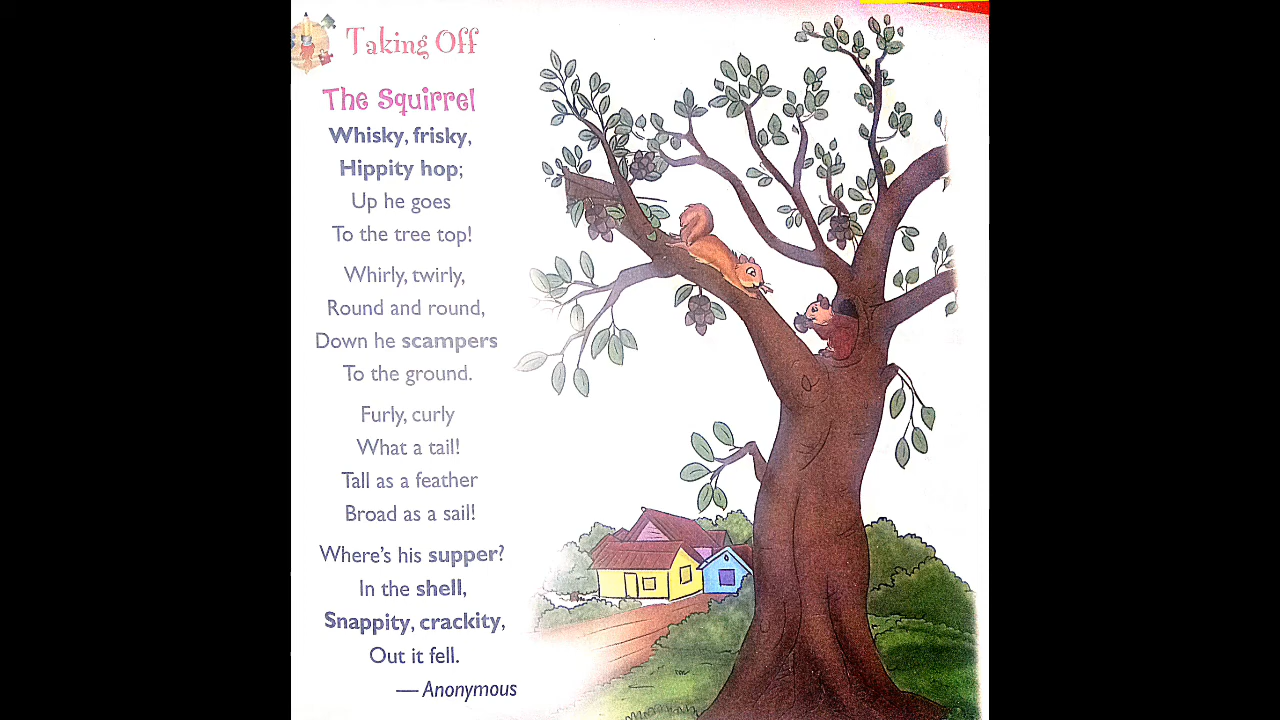 Taking Off
The Squirrel
Whisky, frisky,
Hippity hop;
Up he goes
To the tree top!
Whirly, twirly,
Round and round,
Down he scampers
To the ground.
Furly, curly
What a tail!
Tall as a feather
Broad as a sail!
Where's his supper?
In the shell,
Snappity, crackity,
Out it fell.
— Anonymous